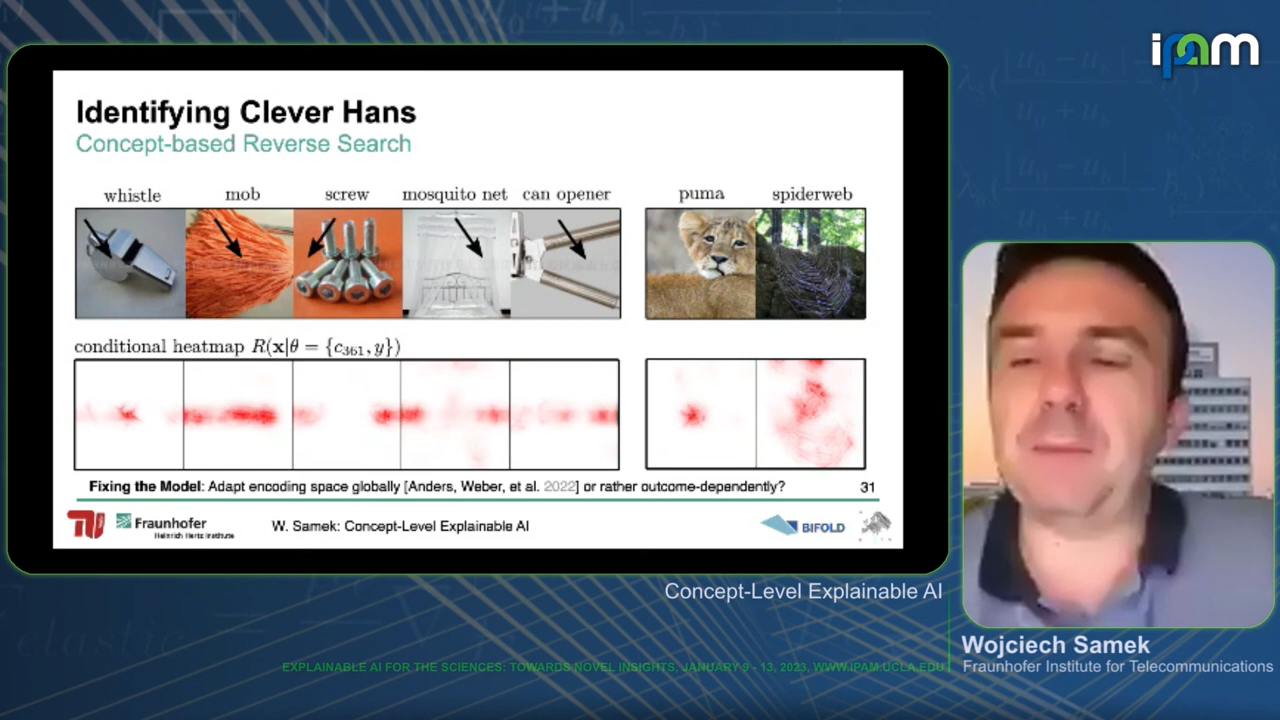 ipam
Identifying Clever Hans
Concept-based Reverse Search
whistle mob screw mosquito net can opener puma spiderweb
conditional heatmap R(x|θ = {c₃₆₁, y})
Fixing the Model: Adapt encoding space globally [Anders, Weber, et al. 2022] or rather outcome-dependently? 31
Fraunhofer
Heinrich Hertz Institute
W. Samek: Concept-Level Explainable AI
BIFOLD
Concept-Level Explainable AI
Wojciech Samek
Fraunhofer Institute for Telecommunications
EXPLAINABLE AI FOR THE SCIENCES: TOWARDS NOVEL INSIGHTS, JANUARY 9 - 13, 2023, WWW.IPAM.UCLA.EDU